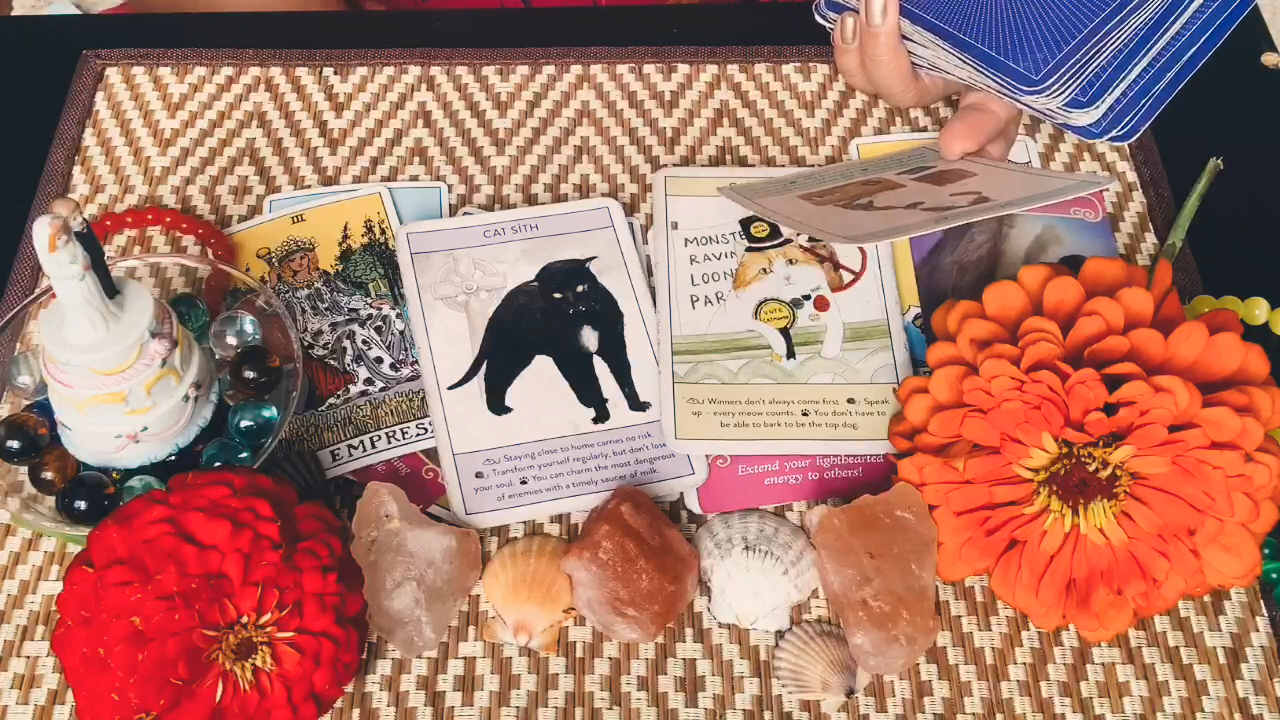 III
EMPRESS
CAT SÌTH
Staying close to home carries no risk.
Transform yourself regularly, but don't lose
your soul. You can charm the most dangerous
of enemies with a timely saucer of milk.
MONSTE
RAVIN
LOON
PAR
VOTE
CATMANDO
Winners don't always come first. Speak
up – every meow counts. You don't have to
be able to bark to be the top dog.
Extend your lighthearted
energy to others!